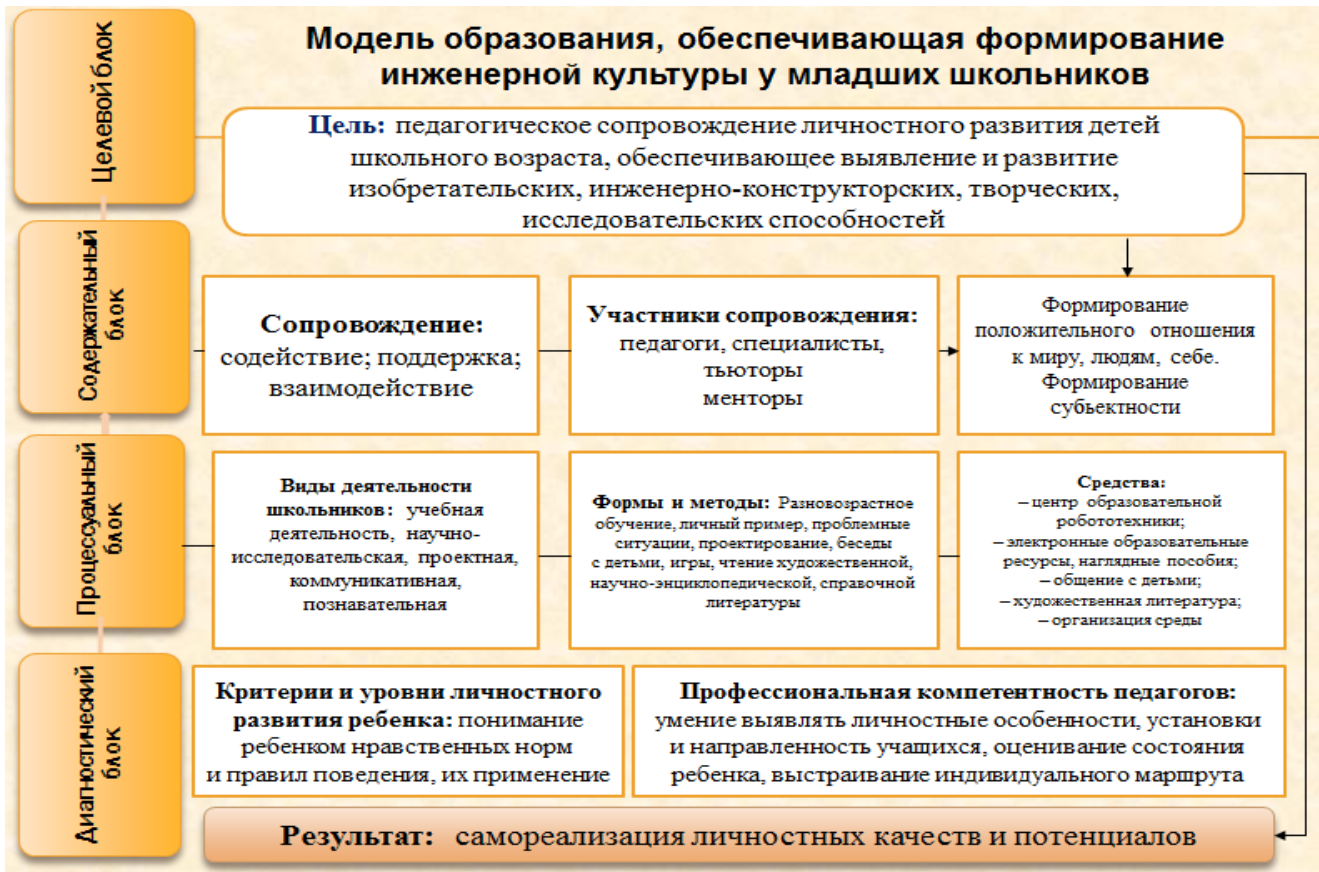 Модель образования, обеспечивающая формирование
инженерной культуры у младших школьников
Целевой блок
Цель: педагогическое сопровождение личностного развития детей
школьного возраста, обеспечивающее выявление и развитие
изобретательских, инженерно-конструкторских, творческих,
исследовательских способностей
Содержательный
блок
Сопровождение:
содействие; поддержка;
взаимодействие
Участники сопровождения:
педагоги, специалисты,
тьюторы
менторы
Формирование
положительного отношения
к миру, людям, себе.
Формирование
субъектности
Процессуальный
блок
Виды деятельности
школьников: учебная
деятельность, научно-
исследовательская, проектная,
коммуникативная,
познавательная
Формы и методы: Разновозрастное
обучение, личный пример, проблемные
ситуации, проектирование, беседы
с детьми, игры, чтение художественной,
научно-энциклопедической, справочной
литературы
Средства:
– центр образовательной
робототехники;
– электронные образовательные
ресурсы, наглядные пособия;
– общение с детьми;
– художественная литература;
– организация среды
Диагностический
блок
Критерии и уровни личностного
развития ребенка: понимание
ребенком нравственных норм
и правил поведения, их применение
Профессиональная компетентность педагогов:
умение выявлять личностные особенности, установки
и направленность учащихся, оценивание состояния
ребенка, выстраивание индивидуального маршрута
Результат: самореализация личностных качеств и потенциалов